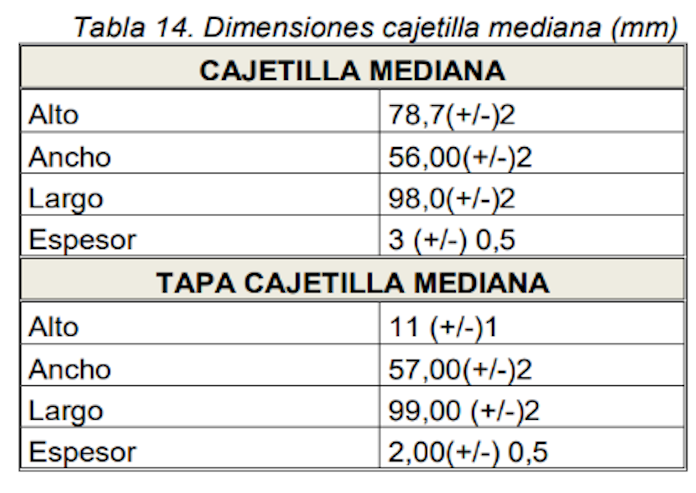 Tabla 14. Dimensiones cajetilla mediana (mm)
CAJETILLA MEDIANA
Alto 78,7(+/-)2
Ancho 56,00(+/-)2
Largo 98,0(+/-)2
Espesor 3 (+/-) 0,5
TAPA CAJETILLA MEDIANA
Alto 11 (+/-)1
Ancho 57,00(+/-)2
Largo 99,00 (+/-)2
Espesor 2,00(+/-) 0,5